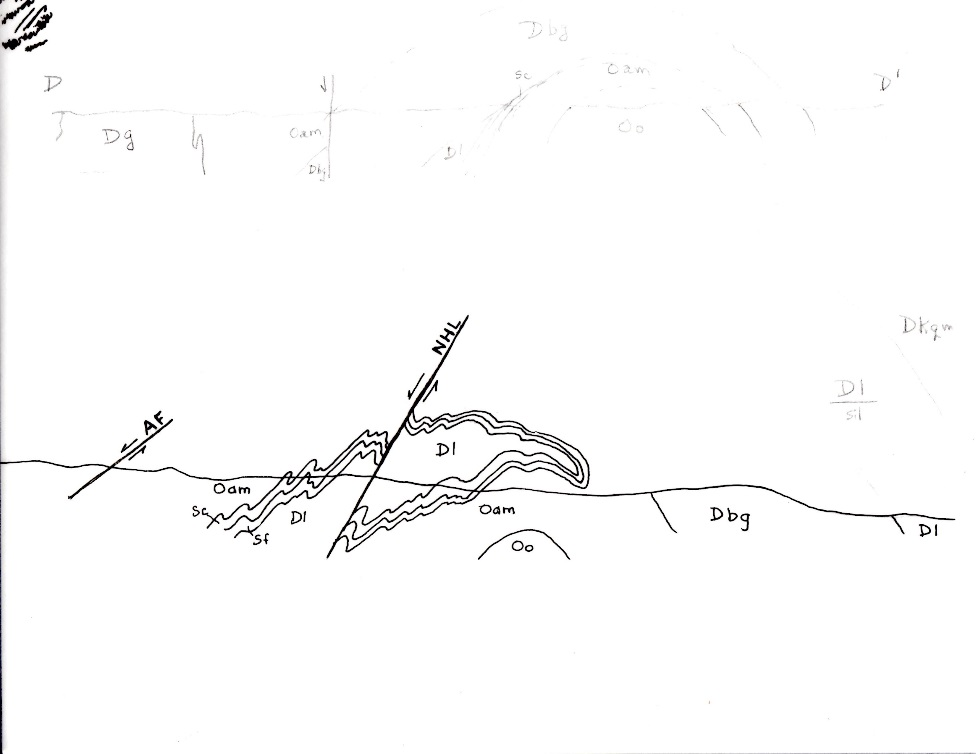 Dbg
Sc Oam
D D'
Dg Oam Oo
Dl
Dbg
NHL
Dkqm
Dl
sil
AF
Dl
Oam
Sc Dl Oam Dbg
Sf Oo Dl